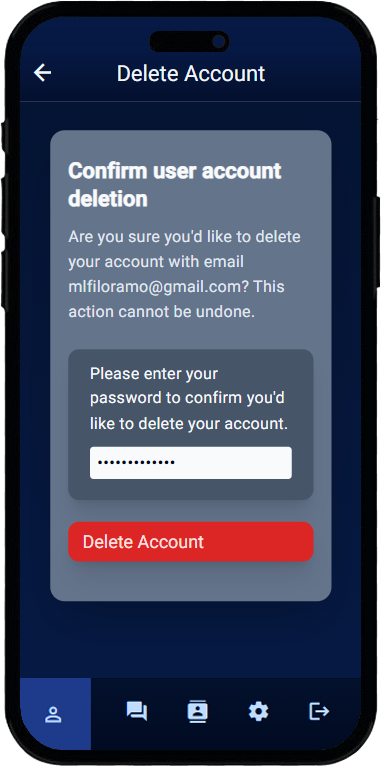 Delete Account
Confirm user account
deletion
Are you sure you'd like to delete
your account with email
mlfiloramo@gmail.com? This
action cannot be undone.
Please enter your
password to confirm you'd
like to delete your account.
•••••••••••••
Delete Account